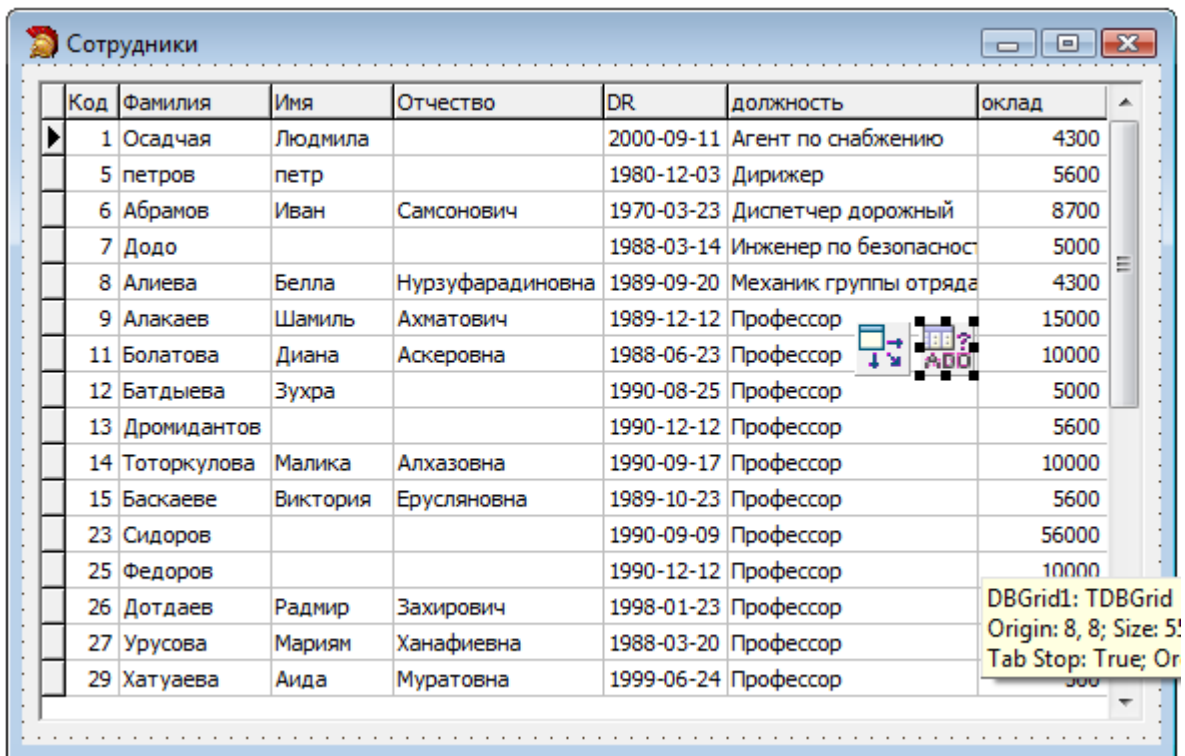 Сотрудники
Код Фамилия Имя Отчество DR должность оклад
1 Осадчая Людмила 2000-09-11 Агент по снабжению 4300
5 петров петр 1980-12-03 Дирижер 5600
6 Абрамов Иван Самсонович 1970-03-23 Диспетчер дорожный 8700
7 Додо 1988-03-14 Инженер по безопасност 5000
8 Алиева Белла Нурзуфарадиновна 1989-09-20 Механик группы отряда 4300
9 Алакаев Шамиль Ахматович 1989-12-12 Профессор 15000
11 Болатова Диана Аскеровна 1988-06-23 Профессор ADO 10000
12 Батдыева Зухра 1990-08-25 Профессор 5000
13 Дромидантов 1990-12-12 Профессор 5600
14 Тоторкулова Малика Алхазовна 1990-09-17 Профессор 10000
15 Баскаеве Виктория Ерусляновна 1989-10-23 Профессор 5600
23 Сидоров 1990-09-09 Профессор 56000
25 Федоров 1990-12-12 Профессор 10000
26 Дотдаев Радмир Захирович 1998-01-23 Профессор
27 Урусова Мариям Ханафиевна 1988-03-20 Профессор
29 Хатуаева Аида Муратовна 1999-06-24 Профессор
DBGrid1: TDBGrid
Origin: 8, 8; Size: 55
Tab Stop: True; Or